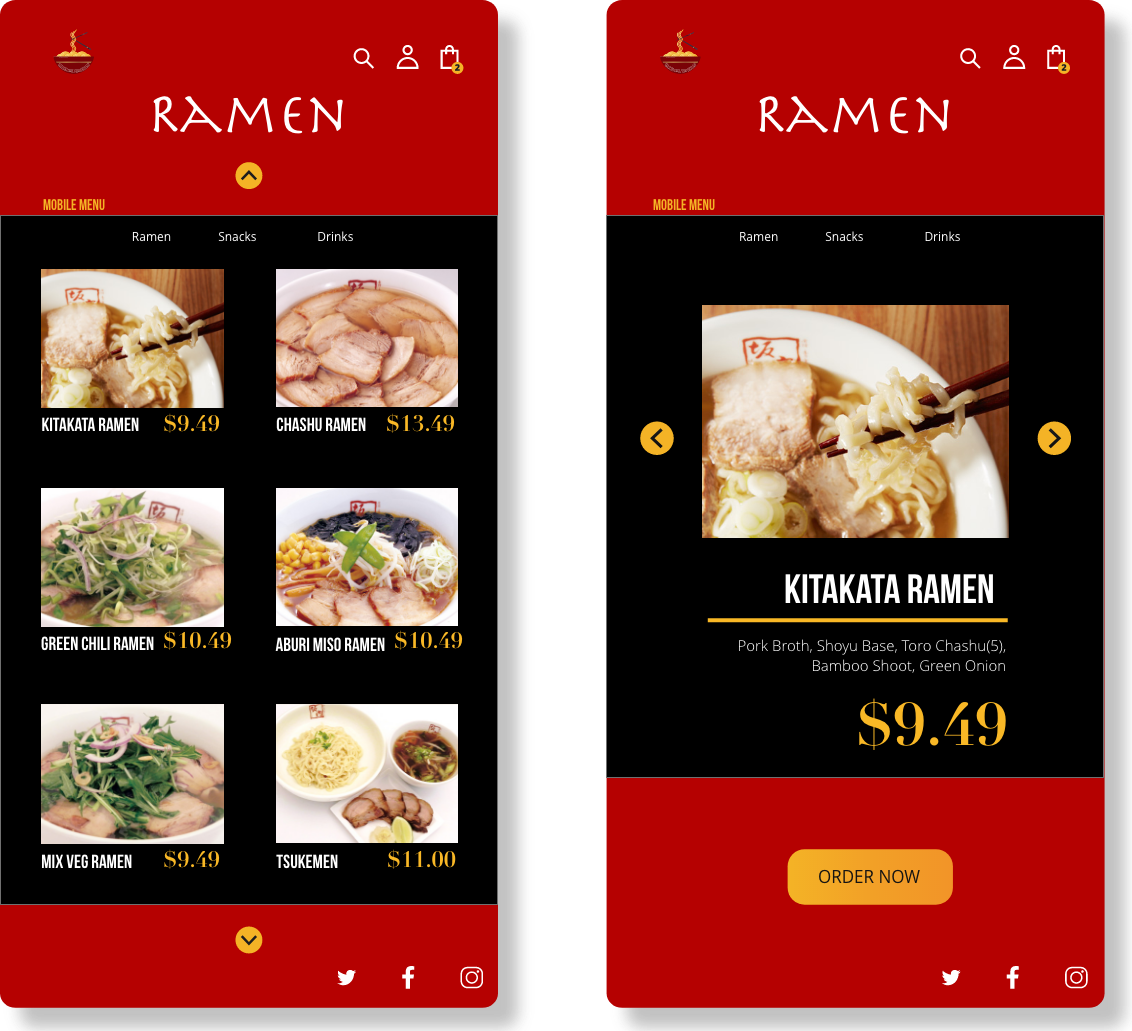 2
RAMEN
MOBILE MENU
Ramen Snacks Drinks
KITAKATA RAMEN $9.49
CHASHU RAMEN $13.49
GREEN CHILI RAMEN $10.49
ABURI MISO RAMEN $10.49
MIX VEG RAMEN $9.49
TSUKEMEN $11.00
2
RAMEN
MOBILE MENU
Ramen Snacks Drinks
KITAKATA RAMEN
Pork Broth, Shoyu Base, Toro Chashu(5),
Bamboo Shoot, Green Onion
$9.49
ORDER NOW